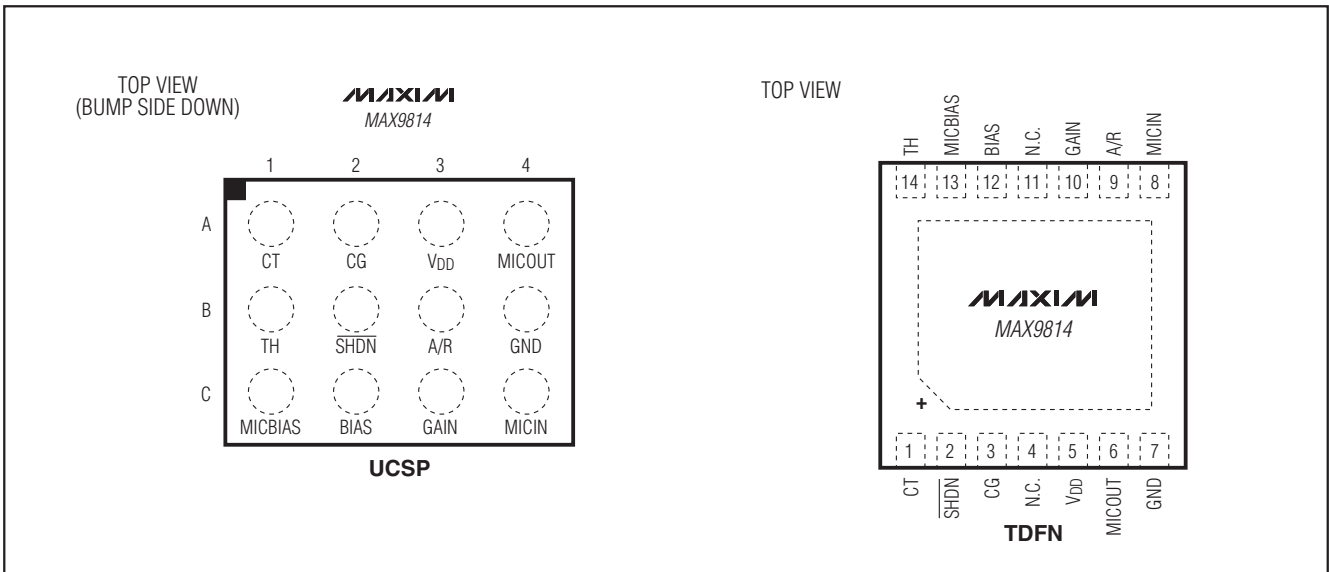 TOP VIEW
(BUMP SIDE DOWN)
MAXIM
MAX9814
1 2 3 4
A
CT CG VDD MICOUT
B
TH SHDN A/R GND
C
MICBIAS BIAS GAIN MICIN
UCSP
TOP VIEW
TH MICBIAS BIAS N.C. GAIN A/R MICIN
14 13 12 11 10 9 8
MAXIM
MAX9814
+
1 2 3 4 5 6 7
CT SHDN CG N.C. VDD MICOUT GND
TDFN